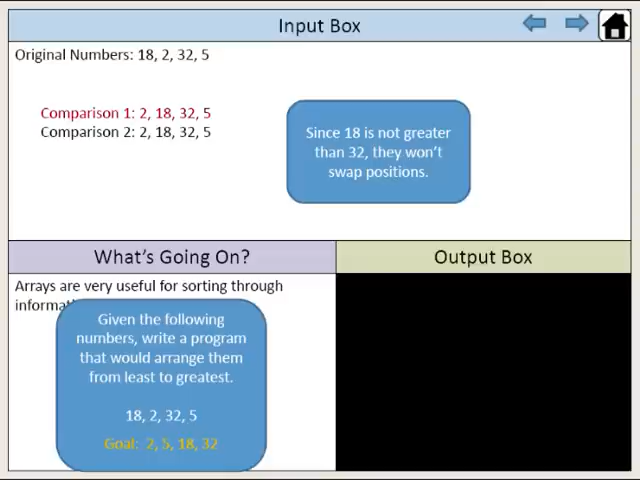 Input Box
Original Numbers: 18, 2, 32, 5
Comparison 1: 2, 18, 32, 5
Comparison 2: 2, 18, 32, 5
Since 18 is not greater
than 32, they won't
swap positions.
What's Going On?
Output Box
Arrays are very useful for sorting through
Given the following
numbers, write a program
that would arrange them
from least to greatest.
18, 2, 32, 5
Goal: 2, 5, 18, 32